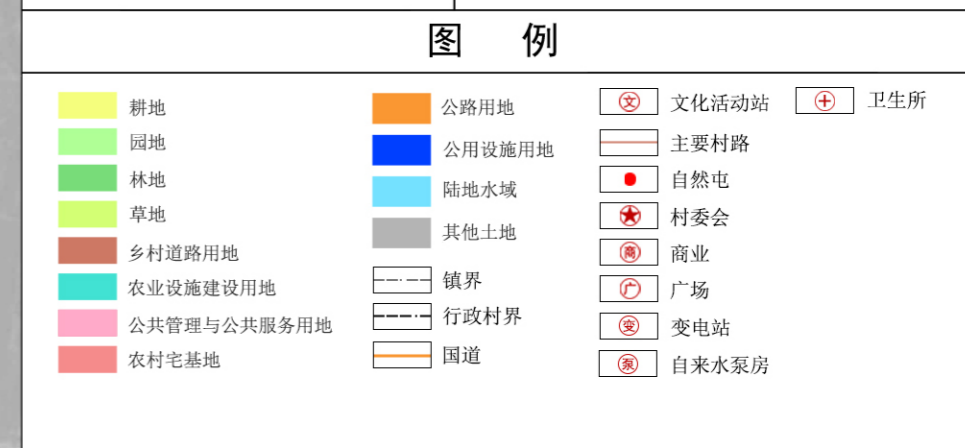 图 例
耕地
园地
林地
草地
乡村道路用地
农业设施建设用地
公共管理与公共服务用地
农村宅基地
公路用地
公用设施用地
陆地水域
其他土地
镇界
行政村界
国道
文 文化活动站
主要村路
自然屯
村委会
商 商业
广 广场
变 变电站
泵 自来水泵房
卫生所